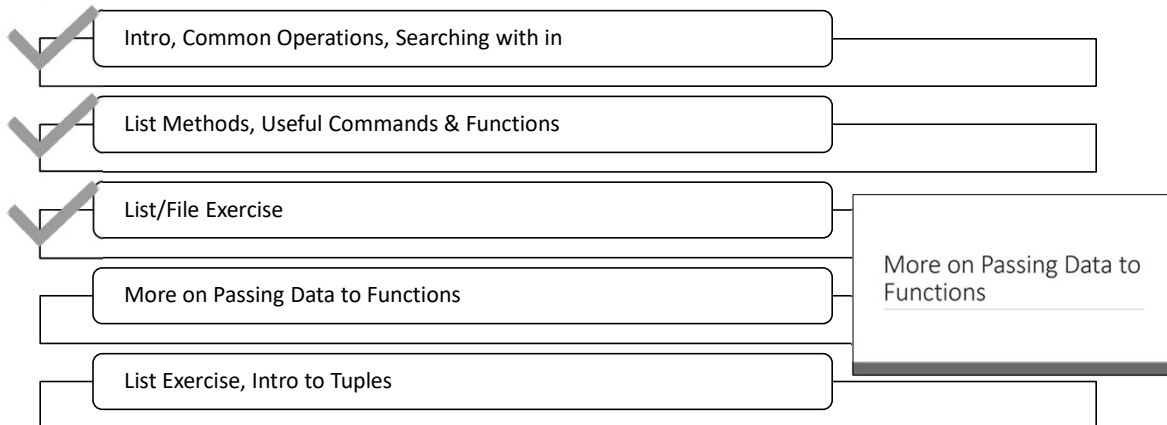 Intro, Common Operations, Searching with in
List Methods, Useful Commands & Functions
List/File Exercise
More on Passing Data to Functions
List Exercise, Intro to Tuples
More on Passing Data to
Functions